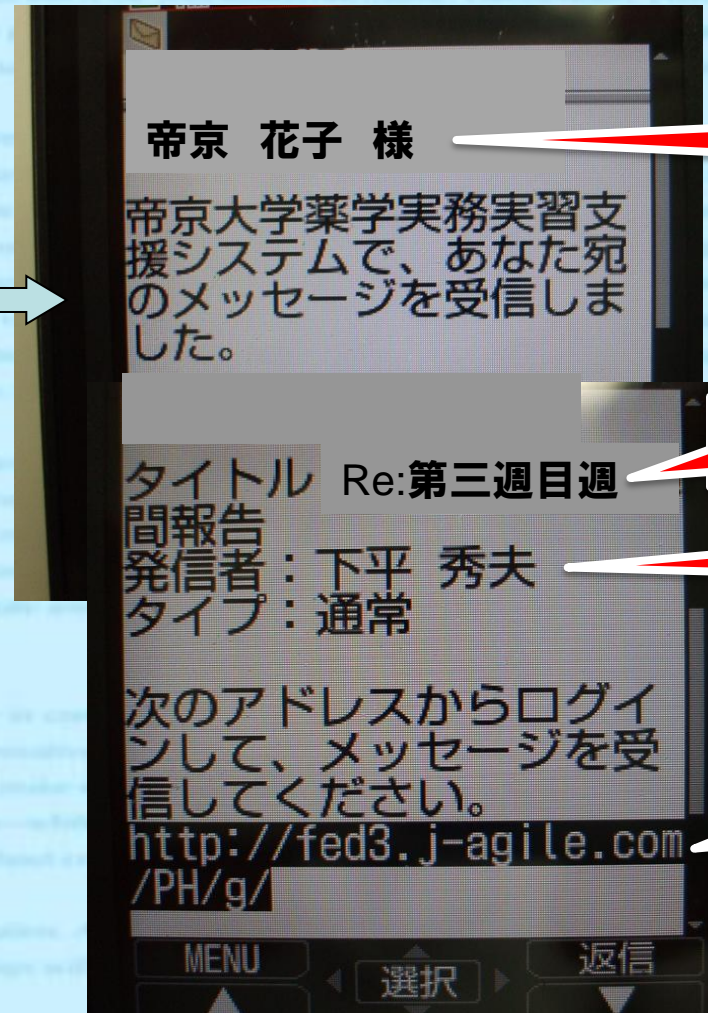 帝京 花子 様
帝京大学薬学実務実習支
援システムで、あなた宛
のメッセージを受信しま
した。
タイトル Re:第三週目週
間報告
発信者：下平 秀夫
タイプ：通常
次のアドレスからログイ
ンして、メッセージを受
信してください。
http://fed3.j-agile.com
/PH/g/
MENU
選択
返信